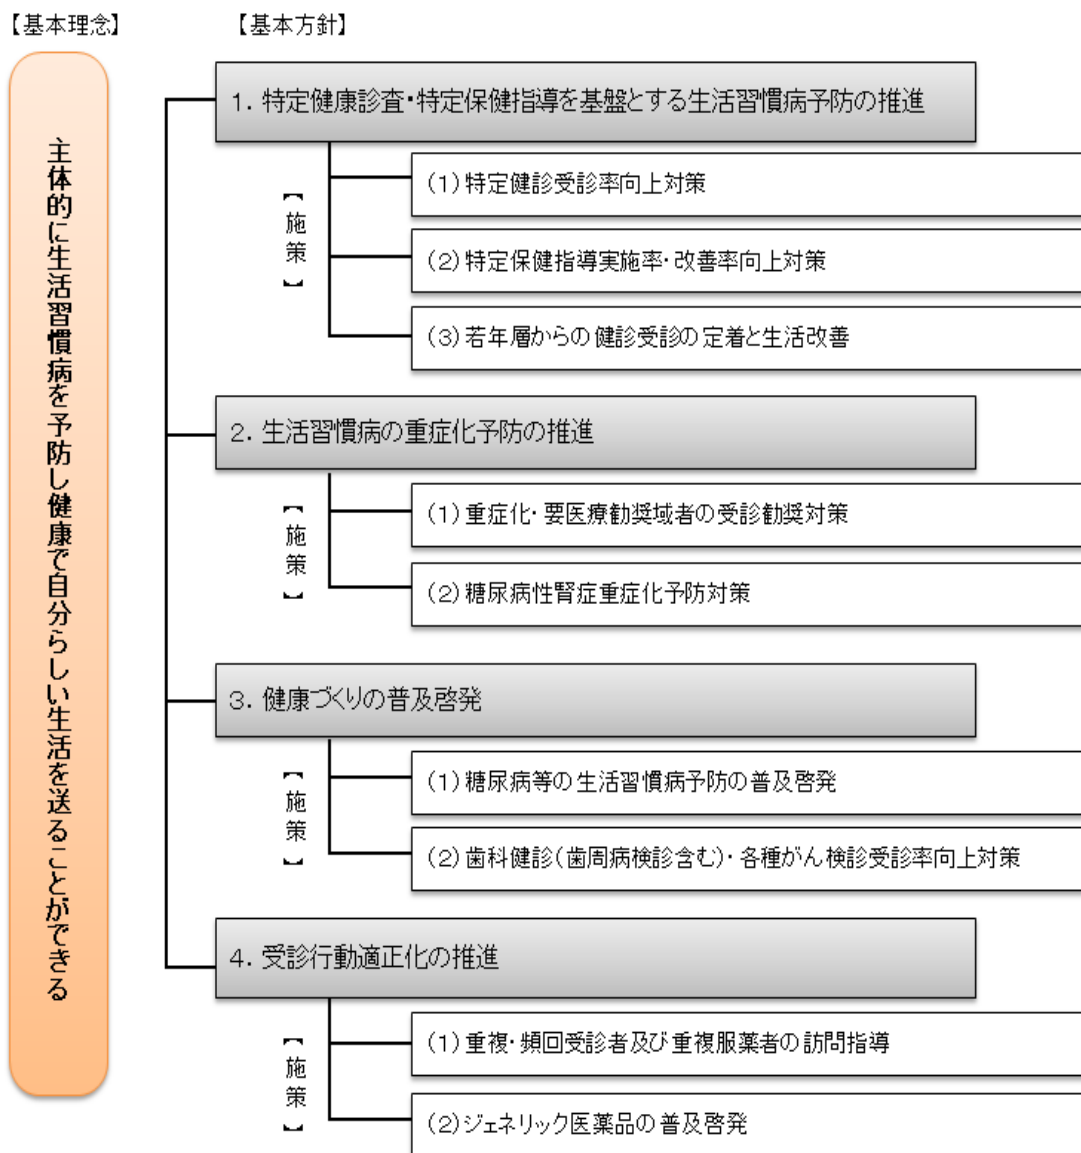 【基本理念】
【基本方針】
主体的に生活習慣病を予防し健康で自分らしい生活を送ることができる
1．特定健康診査・特定保健指導を基盤とする生活習慣病予防の推進
【施策】
（1）特定健診受診率向上対策
（2）特定保健指導実施率・改善率向上対策
（3）若年層からの健診受診の定着と生活改善
2．生活習慣病の重症化予防の推進
【施策】
（1）重症化・要医療勧奨域者の受診勧奨対策
（2）糖尿病性腎症重症化予防対策
3．健康づくりの普及啓発
【施策】
（1）糖尿病等の生活習慣病予防の普及啓発
（2）歯科健診（歯周病検診含む）・各種がん検診受診率向上対策
4．受診行動適正化の推進
【施策】
（1）重複・頻回受診者及び重複服薬者の訪問指導
（2）ジェネリック医薬品の普及啓発